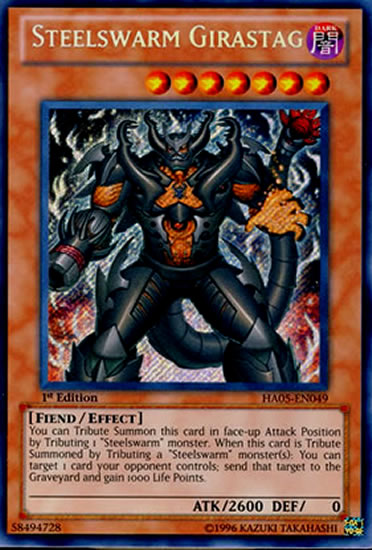 STEELSWARM GIRASTAG
DARK
闇
1st Edition
HA05-EN049
[FIEND / EFFECT]
You can Tribute Summon this card in face-up Attack Position
by Tributing 1 "Steelswarm" monster. When this card is Tribute
Summoned by Tributing a "Steelswarm" monster(s): You can
target 1 card your opponent controls; send that target to the
Graveyard and gain 1000 Life Points.
ATK/2600 DEF/ 0
58494728
©1996 KAZUKI TAKAHASHI